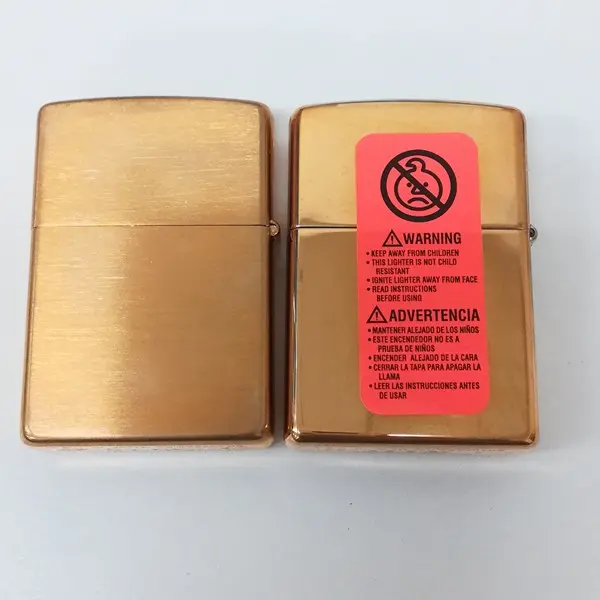 WARNING
• KEEP AWAY FROM CHILDREN
• THIS LIGHTER IS NOT CHILD
RESISTANT
• IGNITE LIGHTER AWAY FROM FACE
• READ INSTRUCTIONS
BEFORE USING
ADVERTENCIA
• MANTENER ALEJADO DE LOS NIÑOS
• ESTE ENCENDEDOR NO ES A
PRUEBA DE NIÑOS
• ENCENDER ALEJADO DE LA CARA
• CERRAR LA TAPA PARA APAGAR LA
LLAMA
• LEER LAS INSTRUCCIONES ANTES
DE USAR